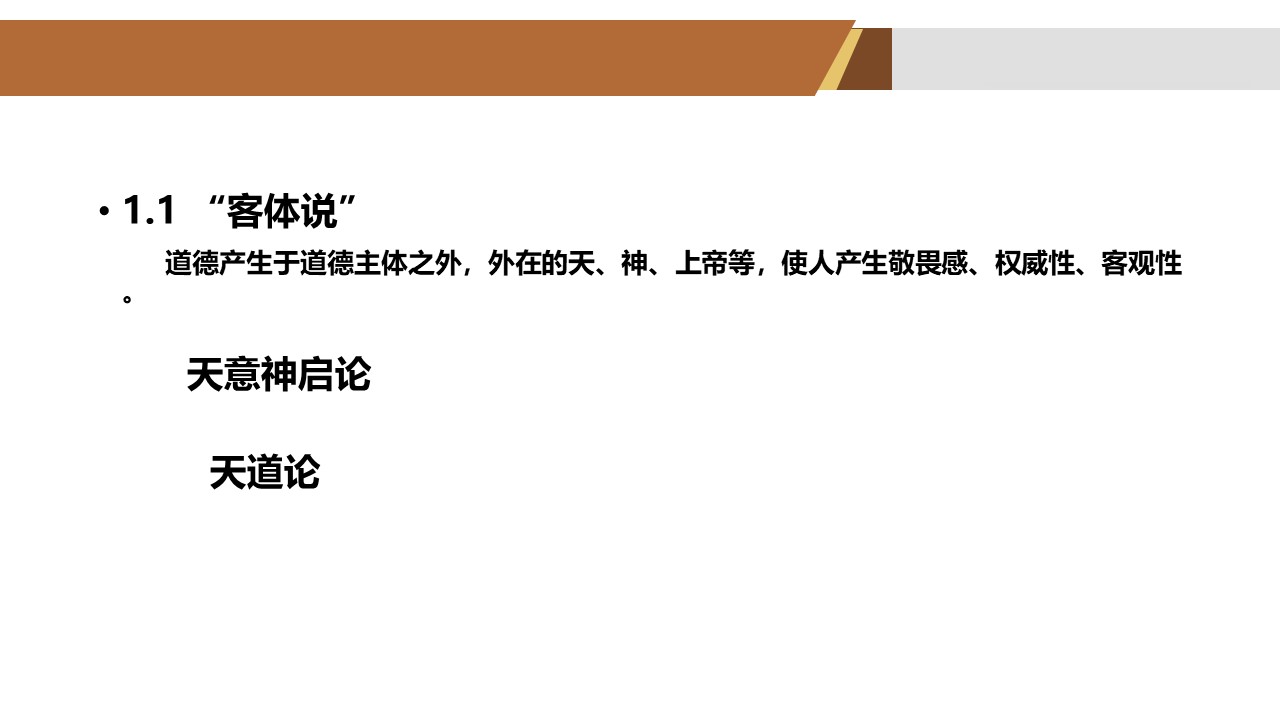 • 1.1 “客体说”
道德产生于道德主体之外，外在的天、神、上帝等，使人产生敬畏感、权威性、客观性
。
天意神启论
天道论